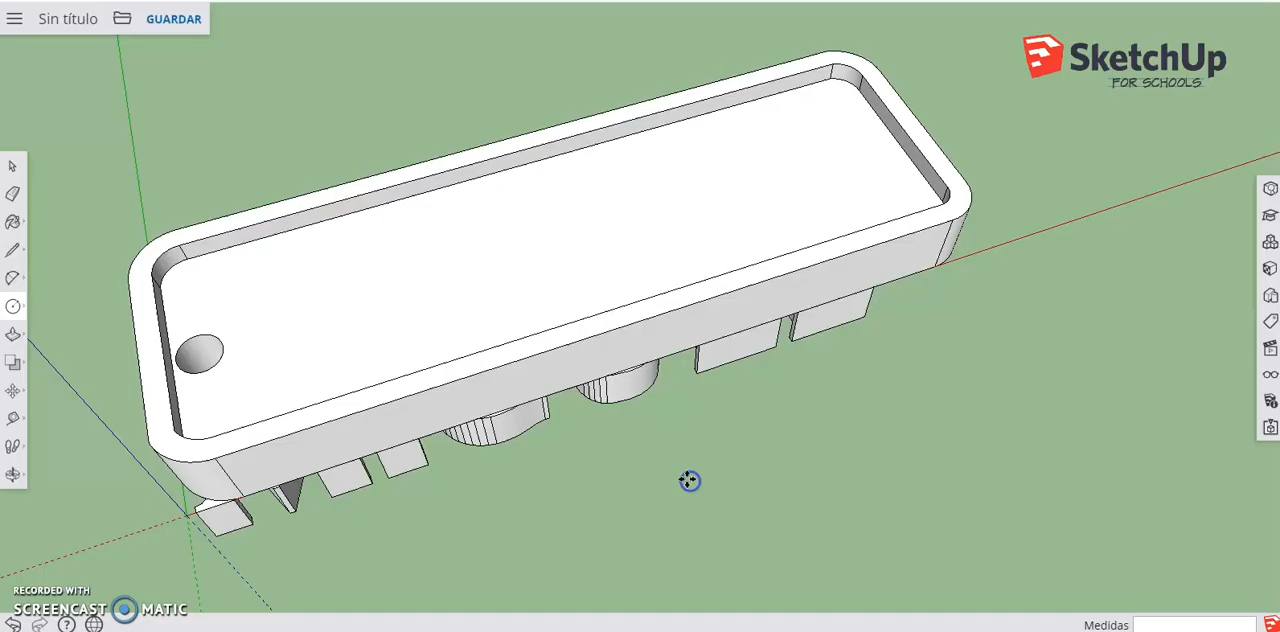 Sin título GUARDAR
SketchUp
FOR SCHOOLS
RECORDED WITH
SCREENCAST MATIC
Medidas